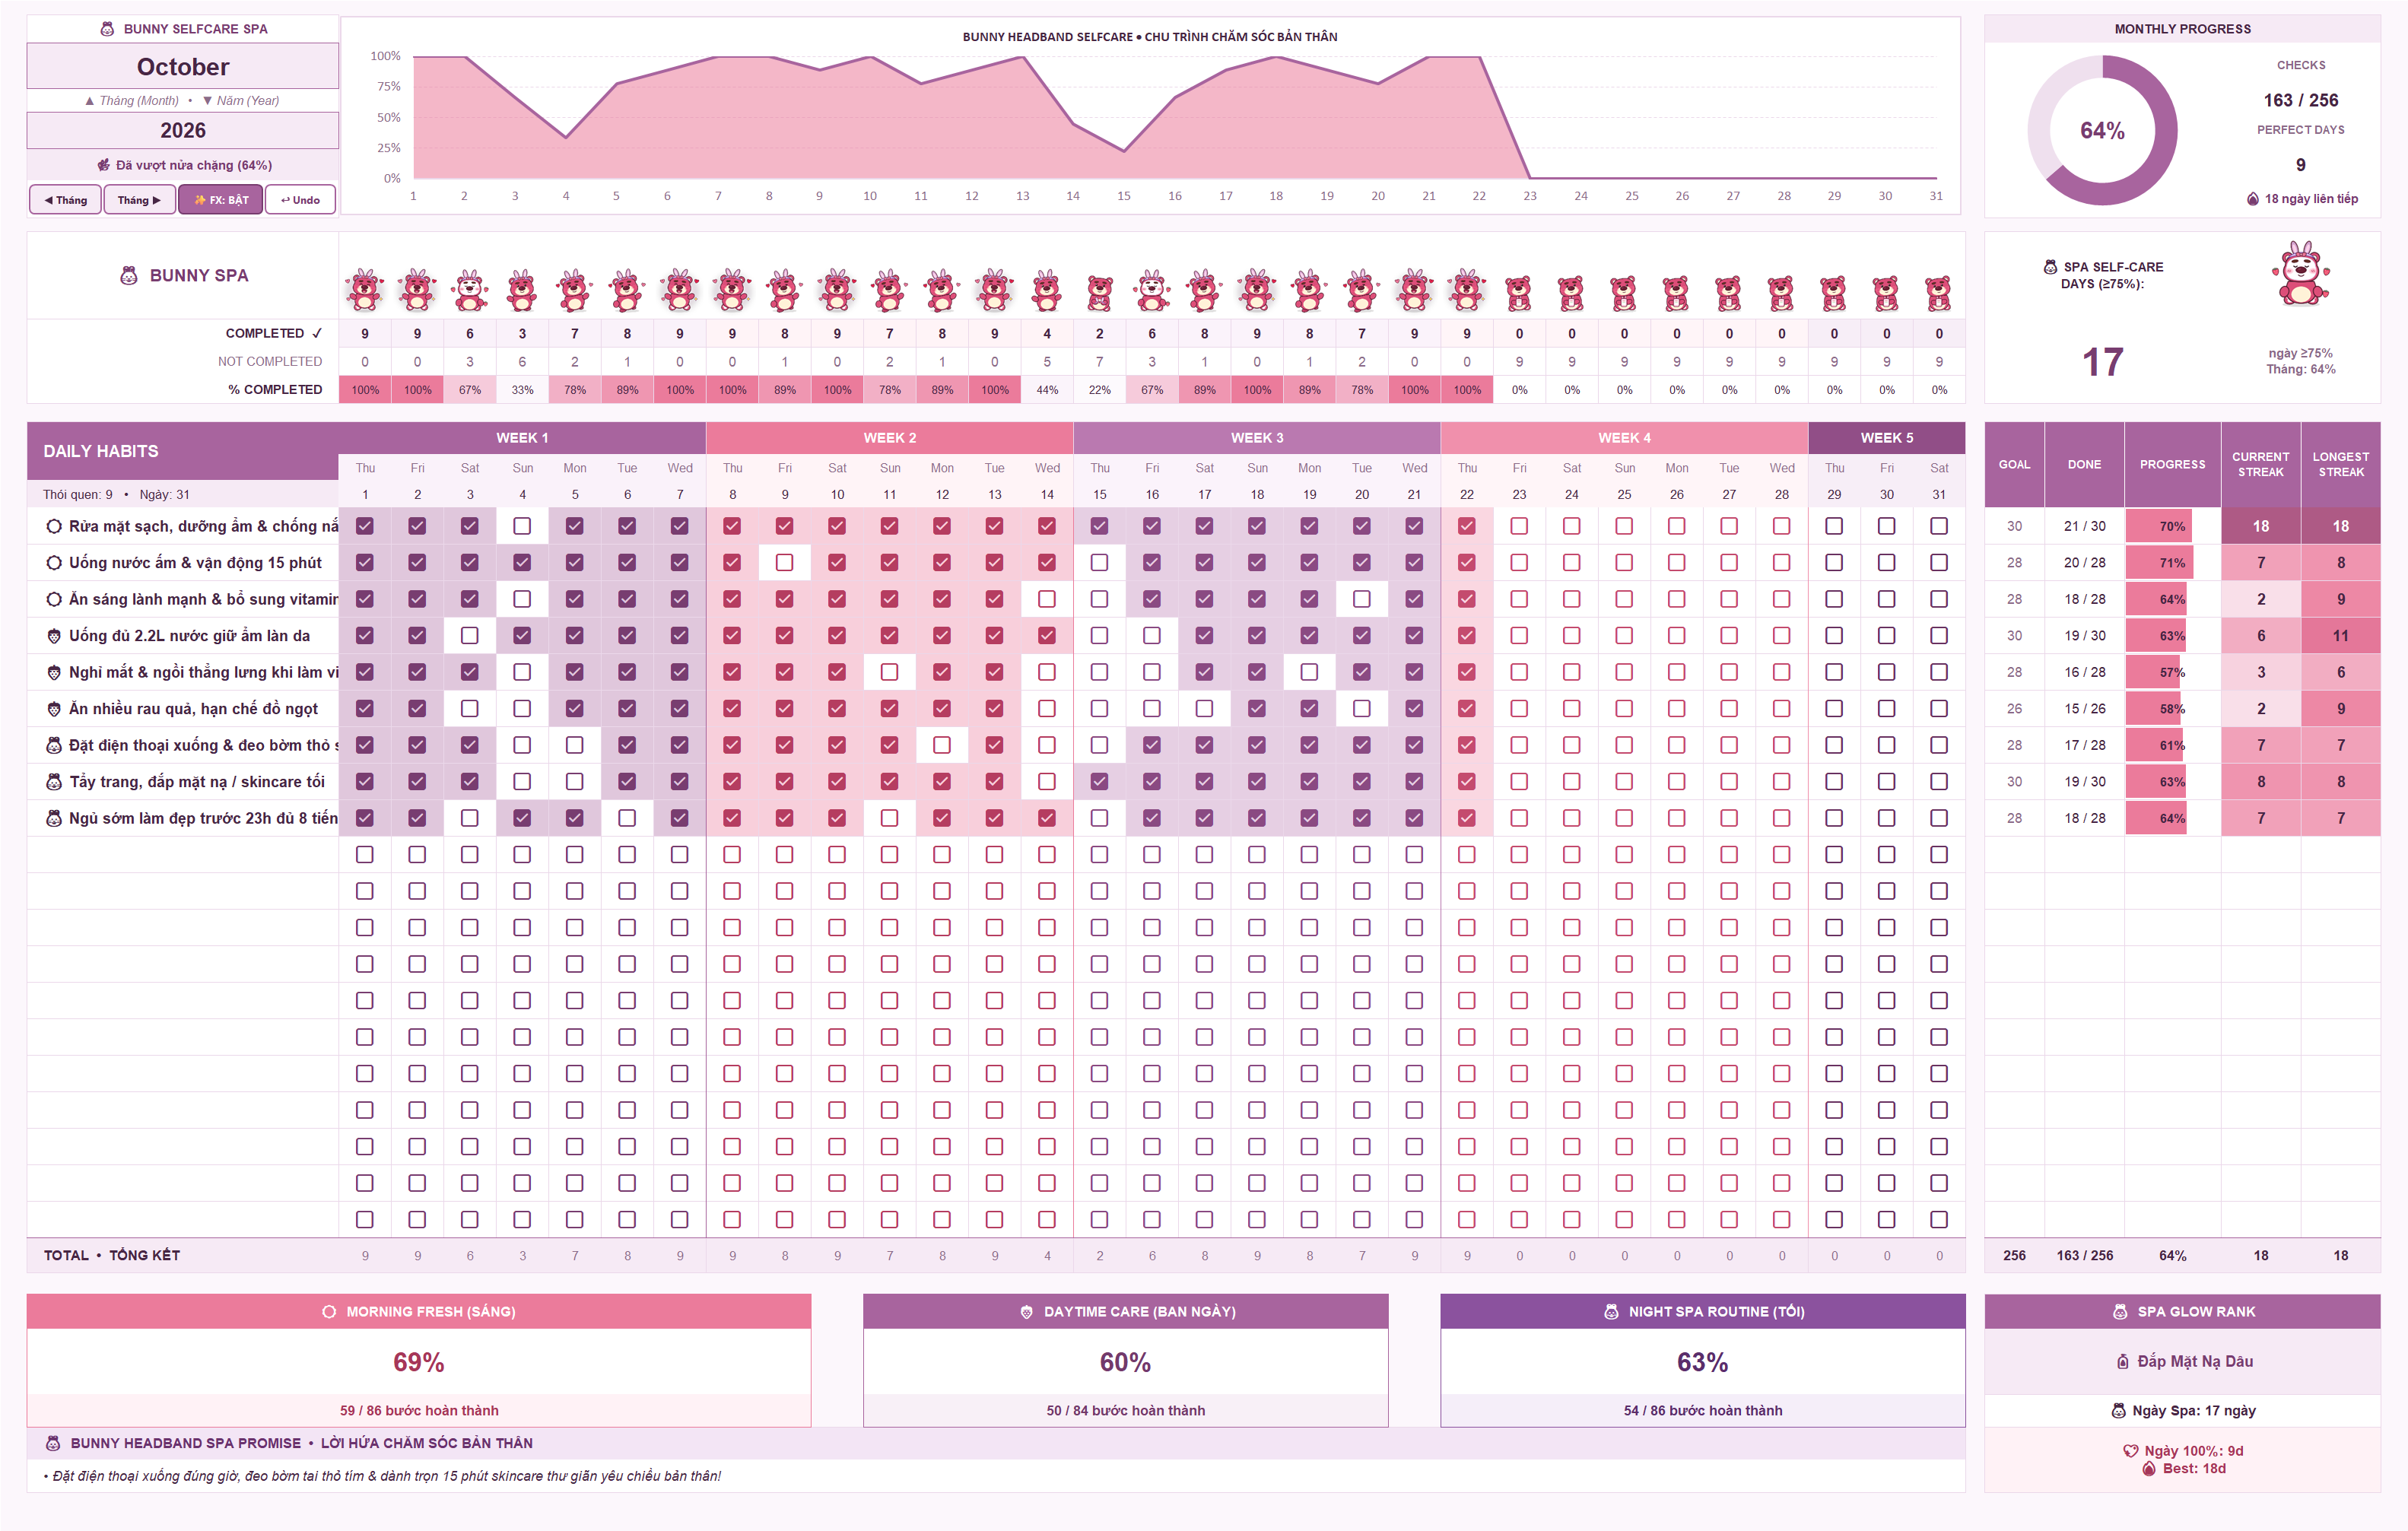 BUNNY SELFCARE SPA
October
▲ Tháng (Month) • ▼ Năm (Year)
2026
Đã vượt nửa chặng (64%)
◀ Tháng Tháng ▶ FX: BẬT ↩ Undo
BUNNY HEADBAND SELFCARE • CHU TRÌNH CHĂM SÓC BẢN THÂN
100%
75%
50%
25%
0%
1 2 3 4 5 6 7 8 9 10 11 12 13 14 15 16 17 18 19 20 21 22 23 24 25 26 27 28 29 30 31
MONTHLY PROGRESS
64%
CHECKS
163 / 256
PERFECT DAYS
9
18 ngày liên tiếp
BUNNY SPA
COMPLETED ✓ 9 9 6 3 7 8 9 9 8 9 7 8 9 4 2 6 8 9 8 7 9 9 0 0 0 0 0 0 0 0 0
NOT COMPLETED 0 0 3 6 2 1 0 0 1 0 2 1 0 5 7 3 1 0 1 2 0 0 9 9 9 9 9 9 9 9 9
% COMPLETED 100% 100% 67% 33% 78% 89% 100% 100% 89% 100% 78% 89% 100% 44% 22% 67% 89% 100% 89% 78% 100% 100% 0% 0% 0% 0% 0% 0% 0% 0% 0%
SPA SELF-CARE
DAYS (≥75%):
17
ngày ≥75%
Tháng: 64%
DAILY HABITS WEEK 1 WEEK 2 WEEK 3 WEEK 4 WEEK 5
Thu Fri Sat Sun Mon Tue Wed Thu Fri Sat Sun Mon Tue Wed Thu Fri Sat Sun Mon Tue Wed Thu Fri Sat Sun Mon Tue Wed Thu Fri Sat
Thói quen: 9 • Ngày: 31 1 2 3 4 5 6 7 8 9 10 11 12 13 14 15 16 17 18 19 20 21 22 23 24 25 26 27 28 29 30 31
GOAL DONE PROGRESS CURRENT STREAK LONGEST STREAK
Rửa mặt sạch, dưỡng ẩm & chống nắ 30 21 / 30 70% 18 18
Uống nước ấm & vận động 15 phút 28 20 / 28 71% 7 8
Ăn sáng lành mạnh & bổ sung vitamin 28 18 / 28 64% 2 9
Uống đủ 2.2L nước giữ ẩm làn da 30 19 / 30 63% 6 11
Nghỉ mắt & ngồi thẳng lưng khi làm vi 28 16 / 28 57% 3 6
Ăn nhiều rau quả, hạn chế đồ ngọt 26 15 / 26 58% 2 9
Đặt điện thoại xuống & đeo bờm thỏ s 28 17 / 28 61% 7 7
Tẩy trang, đắp mặt nạ / skincare tối 30 19 / 30 63% 8 8
Ngủ sớm làm đẹp trước 23h đủ 8 tiến 28 18 / 28 64% 7 7
TOTAL • TỔNG KẾT 9 9 6 3 7 8 9 9 8 9 7 8 9 4 2 6 8 9 8 7 9 9 0 0 0 0 0 0 0 0 0 256 163 / 256 64% 18 18
MORNING FRESH (SÁNG)
69%
59 / 86 bước hoàn thành
DAYTIME CARE (BAN NGÀY)
60%
50 / 84 bước hoàn thành
NIGHT SPA ROUTINE (TỐI)
63%
54 / 86 bước hoàn thành
SPA GLOW RANK
Đắp Mặt Nạ Dâu
Ngày Spa: 17 ngày
Ngày 100%: 9d
Best: 18d
BUNNY HEADBAND SPA PROMISE • LỜI HỨA CHĂM SÓC BẢN THÂN
• Đặt điện thoại xuống đúng giờ, đeo bờm tai thỏ tím & dành trọn 15 phút skincare thư giãn yêu chiều bản thân!